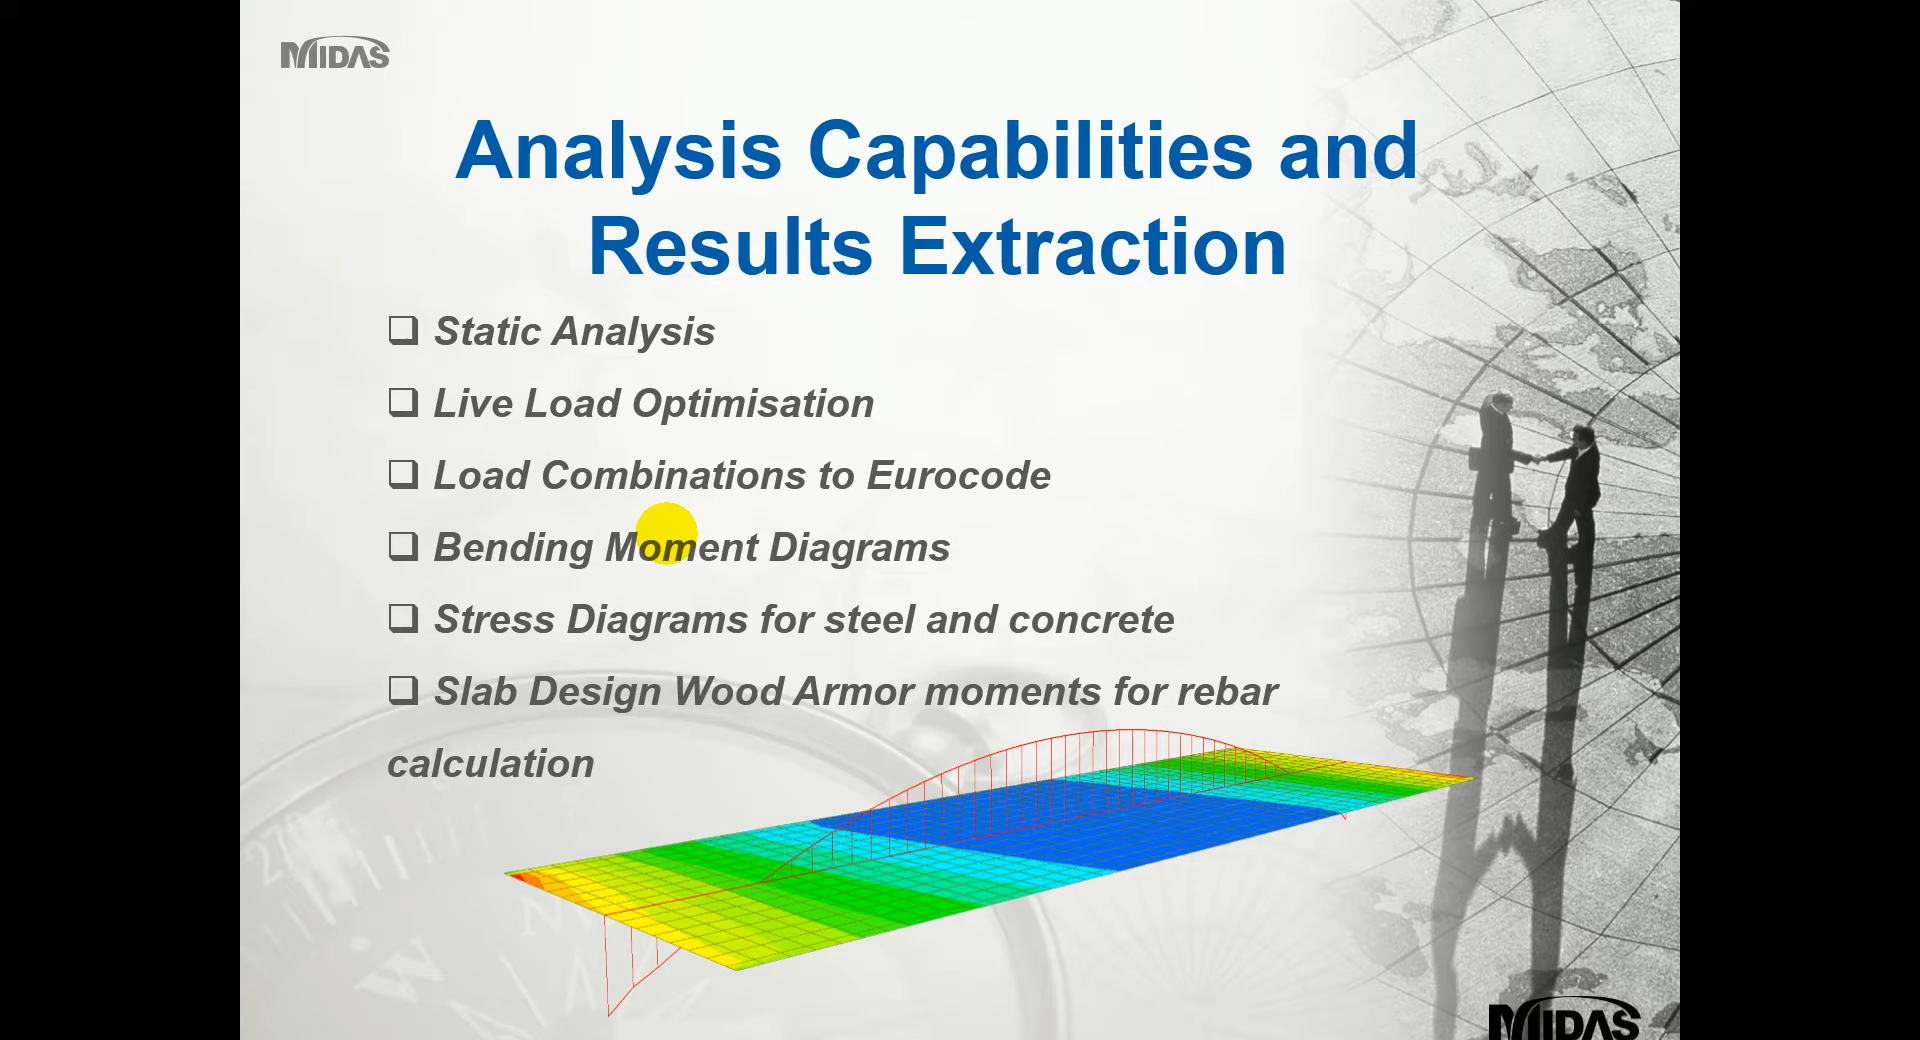 MIDAS
Analysis Capabilities and
Results Extraction
Static Analysis
Live Load Optimisation
Load Combinations to Eurocode
Bending Moment Diagrams
Stress Diagrams for steel and concrete
Slab Design Wood Armor moments for rebar
calculation
W
MIDAS